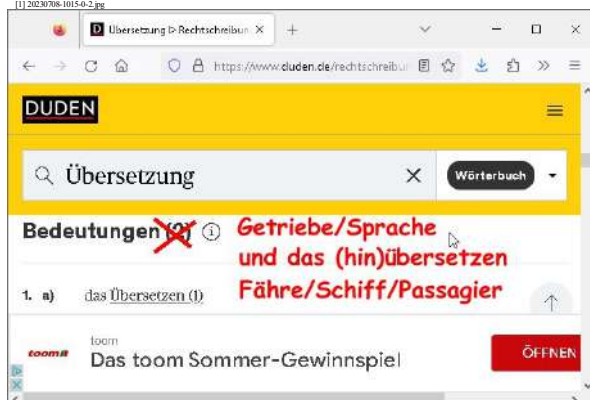 [1] 20230708-1015-0-2.jpg
D Übersetzung ▷ Rechtschreibun
https://www.duden.de/rechtschreibun
DUDEN
Übersetzung
Wörterbuch
Bedeutungen (2) Getriebe/Sprache
und das (hin)übersetzen
1. a) das Übersetzen (1) Fähre/Schiff/Passagier
toom
toom
Das toom Sommer-Gewinnspiel
ÖFFNEN